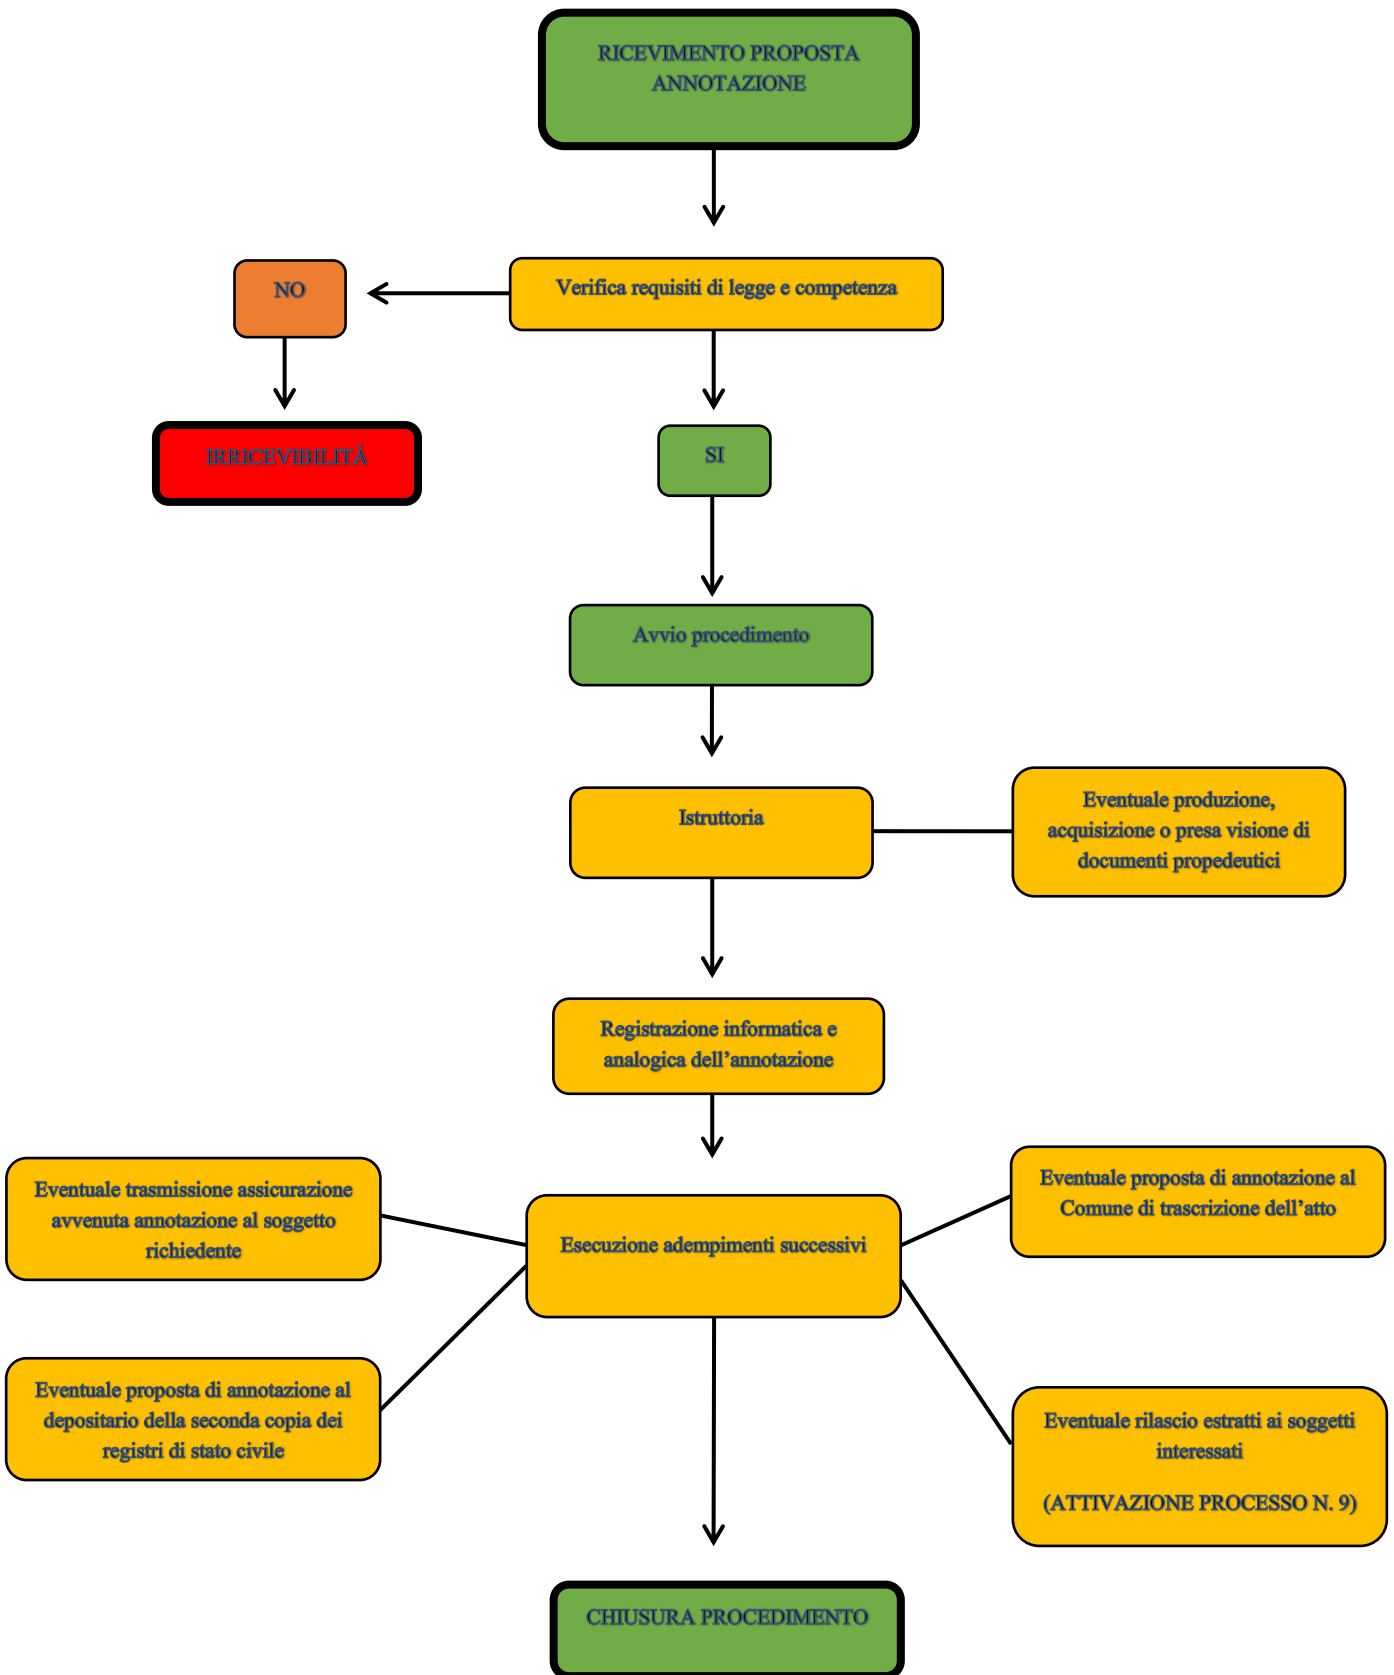 RICEVIMENTO PROPOSTA
ANNOTAZIONE
Verifica requisiti di legge e competenza
NO
IRRICEVIBILITÀ
SI
Avvio procedimento
Istruttoria
Eventuale produzione,
acquisizione o presa visione di
documenti propedeutici
Registrazione informatica e
analogica dell’annotazione
Eventuale trasmissione assicurazione
avvenuta annotazione al soggetto
richiedente
Esecuzione adempimenti successivi
Eventuale proposta di annotazione al
Comune di trascrizione dell’atto
Eventuale proposta di annotazione al
depositario della seconda copia dei
registri di stato civile
Eventuale rilascio estratti ai soggetti
interessati
(ATTIVAZIONE PROCESSO N. 9)
CHIUSURA PROCEDIMENTO